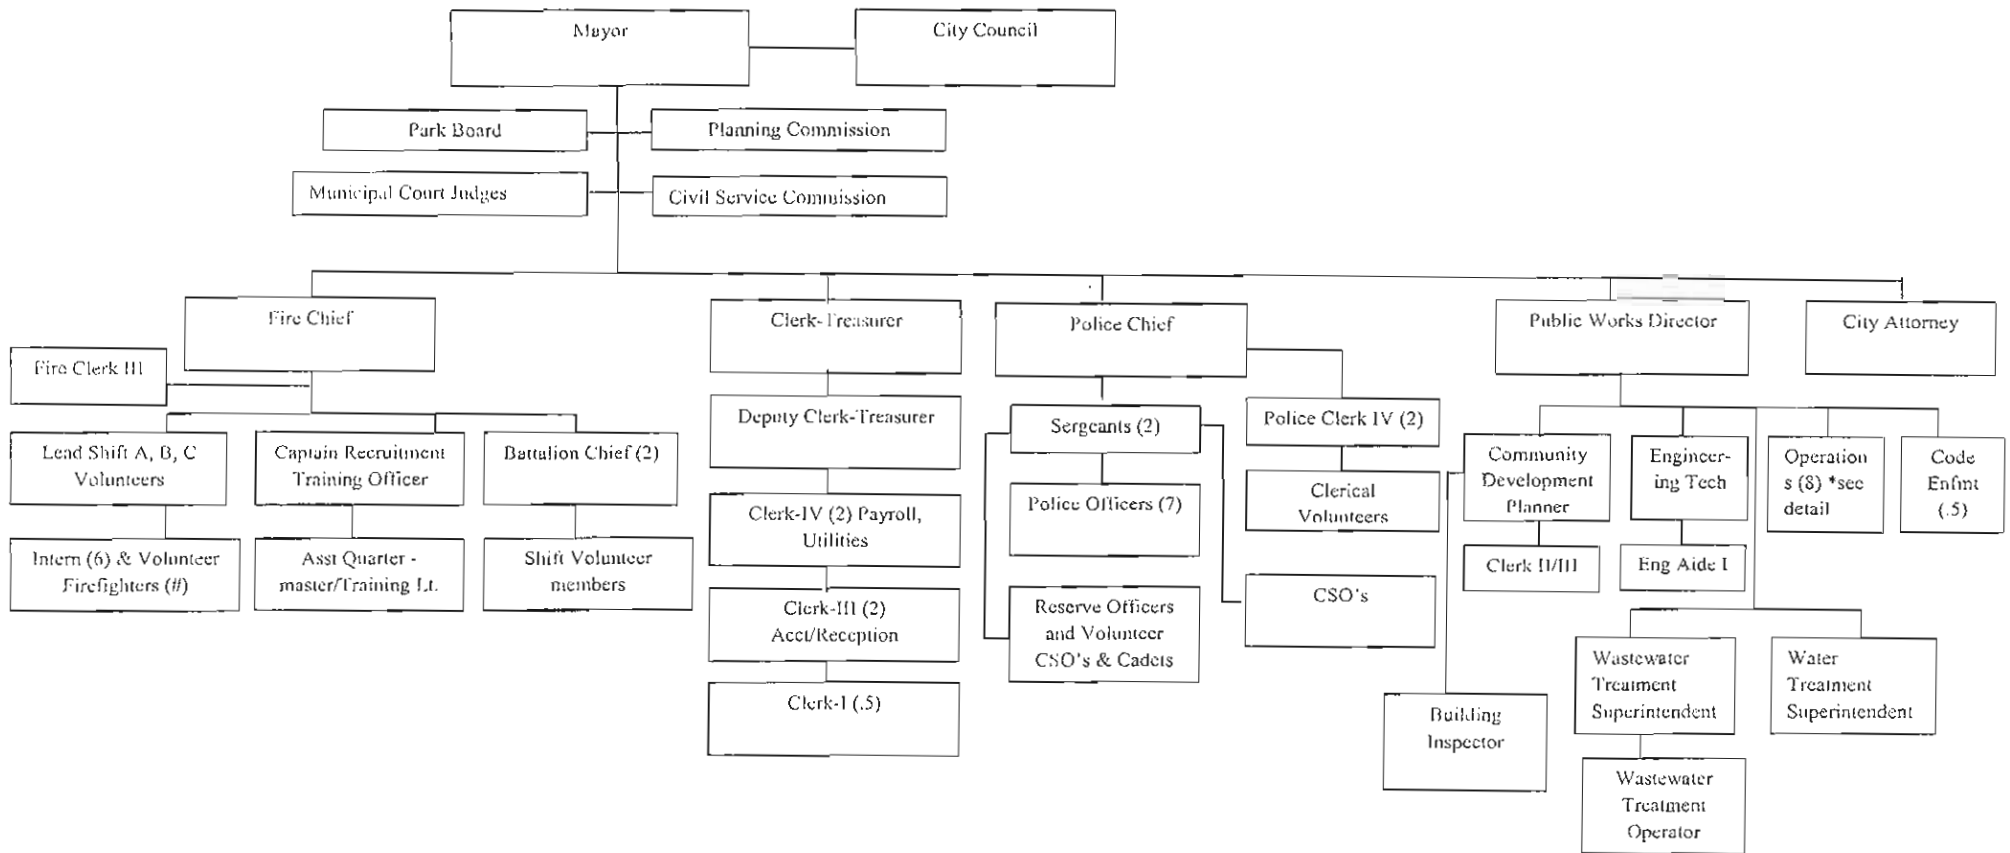 Mayor
City Council
Park Board
Planning Commission
Municipal Court Judges
Civil Service Commission
Fire Chief
Clerk-Treasurer
Police Chief
Public Works Director
City Attorney
Fire Clerk III
Deputy Clerk-Treasurer
Sergeants (2)
Police Clerk IV (2)
Lead Shift A, B, C
Volunteers
Captain Recruitment
Training Officer
Battalion Chief (2)
Community
Development
Planner
Engineer-
ing Tech
Operation
s (8) *see
detail
Code
Enfmt
(.5)
Clerk-IV (2) Payroll,
Utilities
Police Officers (7)
Clerical
Volunteers
Intern (6) & Volunteer
Firefighters (#)
Asst Quarter -
master/Training Lt.
Shift Volunteer
members
Clerk II/III
Eng Aide I
Clerk-III (2)
Acct/Reception
Reserve Officers
and Volunteer
CSO's & Cadets
CSO's
Wastewater
Treatment
Superintendent
Water
Treatment
Superintendent
Clerk-I (.5)
Building
Inspector
Wastewater
Treatment
Operator